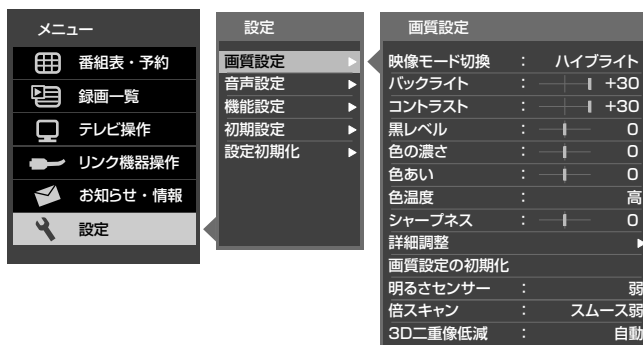 メニュー
番組表・予約
録画一覧
テレビ操作
リンク機器操作
お知らせ・情報
設定
設定
画質設定
音声設定
機能設定
初期設定
設定初期化
画質設定
映像モード切換 : ハイブライト
バックライト : +30
コントラスト : +30
黒レベル : 0
色の濃さ : 0
色あい : 0
色温度 : 高
シャープネス : 0
詳細調整
画質設定の初期化
明るさセンサー : 弱
倍スキャン : スムース弱
3D二重像低減 : 自動